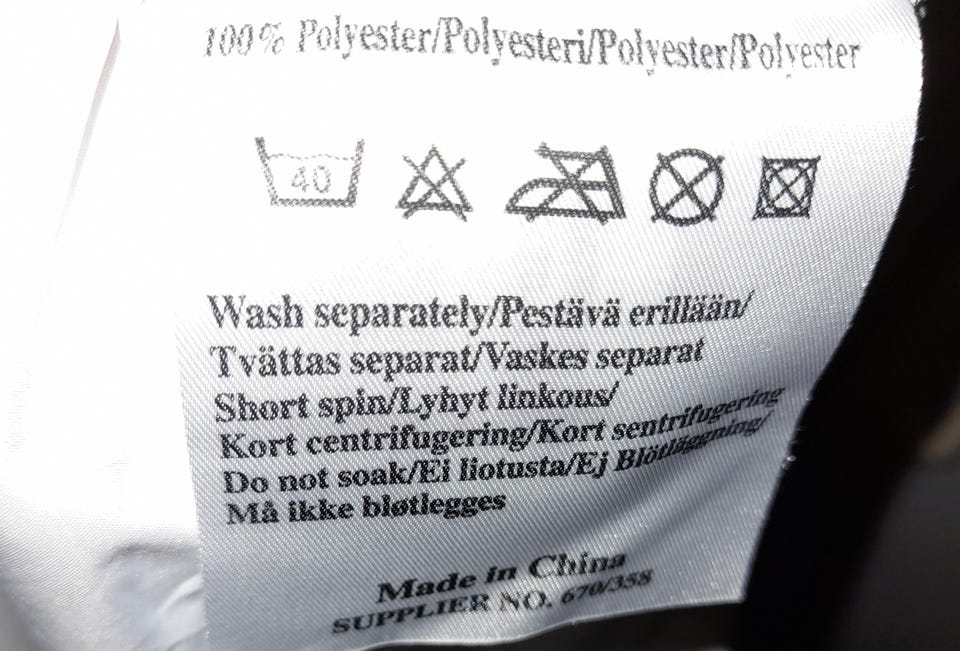 100% Polyester/Polyesteri/Polyester/Polyester
40
Wash separately/Pestävä erillään/
Tvättas separat/Vaskes separat
Short spin/Lyhyt linkous/
Kort centrifugering/Kort sentrifugering
Do not soak/Ei liotusta/Ej Blötläggning/
Må ikke bløtlegges
Made in China
SUPPLIER NO. 670/358